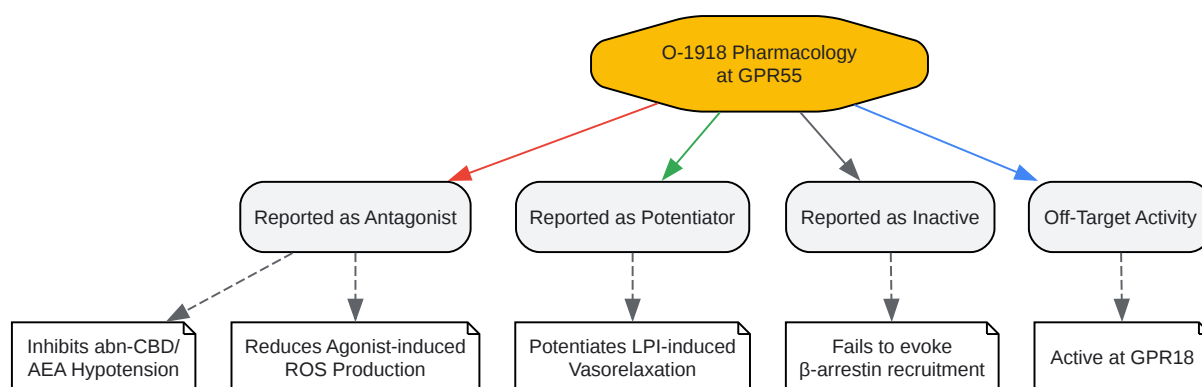 O-1918 Pharmacology
at GPR55
Reported as Antagonist
Reported as Potentiator
Reported as Inactive
Off-Target Activity
Inhibits abn-CBD/
AEA Hypotension
Reduces Agonist-induced
ROS Production
Potentiates LPI-induced
Vasorelaxation
Fails to evoke
β-arrestin recruitment
Active at GPR18